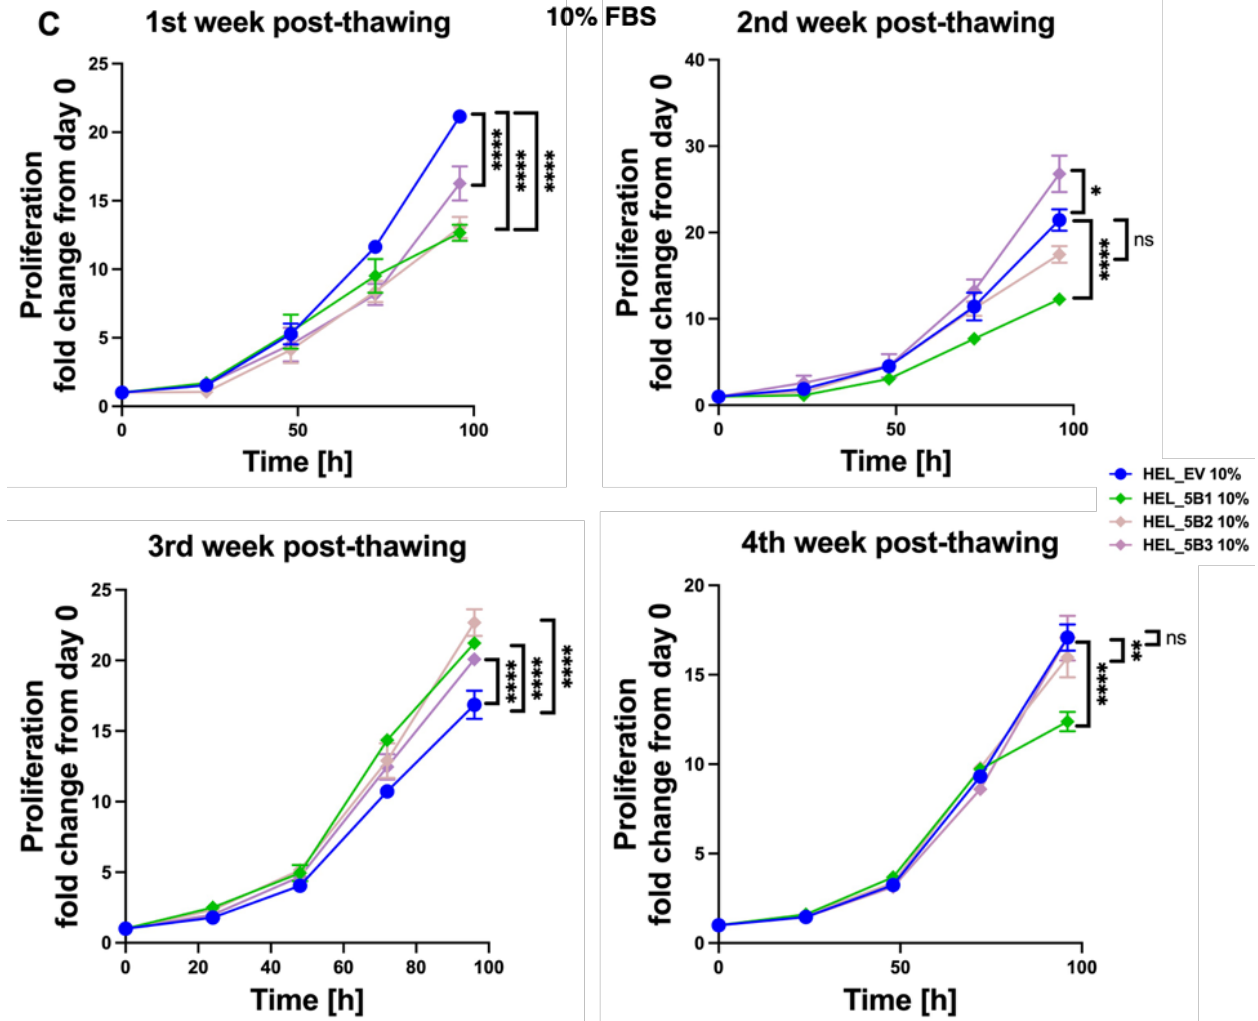 C
1st week post-thawing
10% FBS
2nd week post-thawing
Proliferation
fold change from day 0
25
20
15
10
5
0
0
50
100
Time [h]
****
****
****
Proliferation
fold change from day 0
40
30
20
10
0
0
50
100
Time [h]
*
****
ns
HEL_EV 10%
HEL_5B1 10%
HEL_5B2 10%
HEL_5B3 10%
3rd week post-thawing
4th week post-thawing
Proliferation
fold change from day 0
25
20
15
10
5
0
0
20
40
60
80
100
Time [h]
****
****
****
Proliferation
fold change from day 0
20
15
10
5
0
0
50
100
Time [h]
****
**
ns